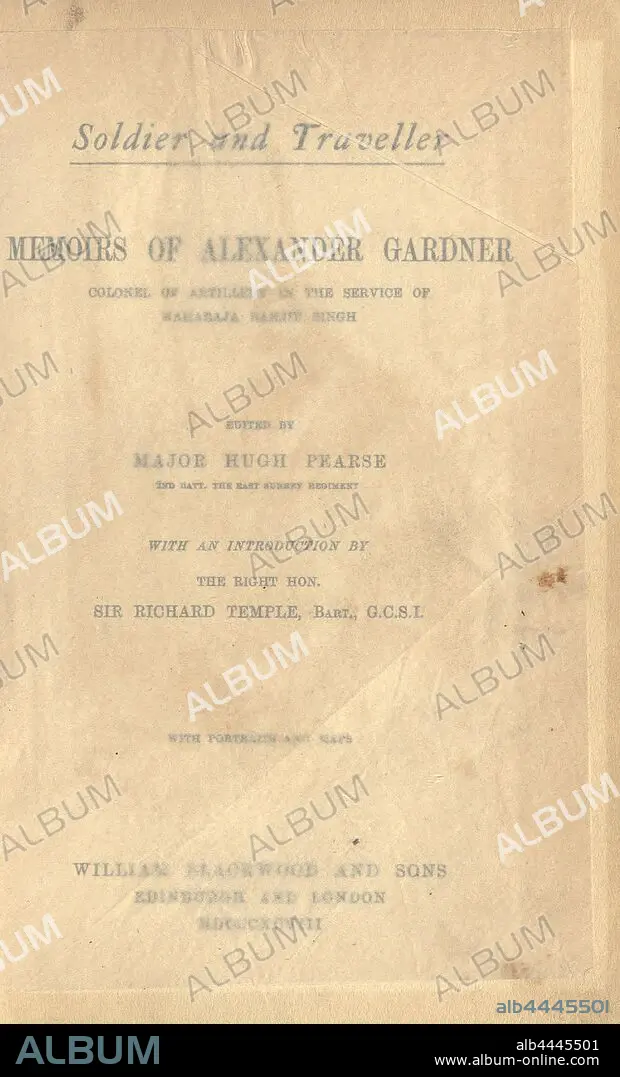 Soldier and Traveller
MEMOIRS OF ALEXANDER GARDNER
COLONEL OF ARTILLERY IN THE SERVICE OF
MAHARAJA RANJIT SINGH
EDITED BY
MAJOR HUGH PEARSE
2ND BATT. THE EAST SURREY REGIMENT
WITH AN INTRODUCTION BY
THE RIGHT HON.
SIR RICHARD TEMPLE, BART., G.C.S.I.
WITH PORTRAITS AND MAPS
WILLIAM BLACKWOOD AND SONS
EDINBURGH AND LONDON
MDCCCXCVIII
alb4445501
ALBUM
alb4445501
www.album-online.com